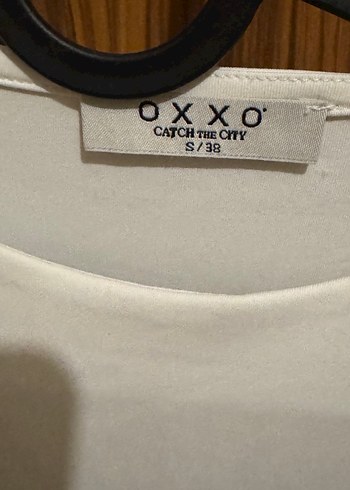 OXXO
CATCH THE CITY
S/38